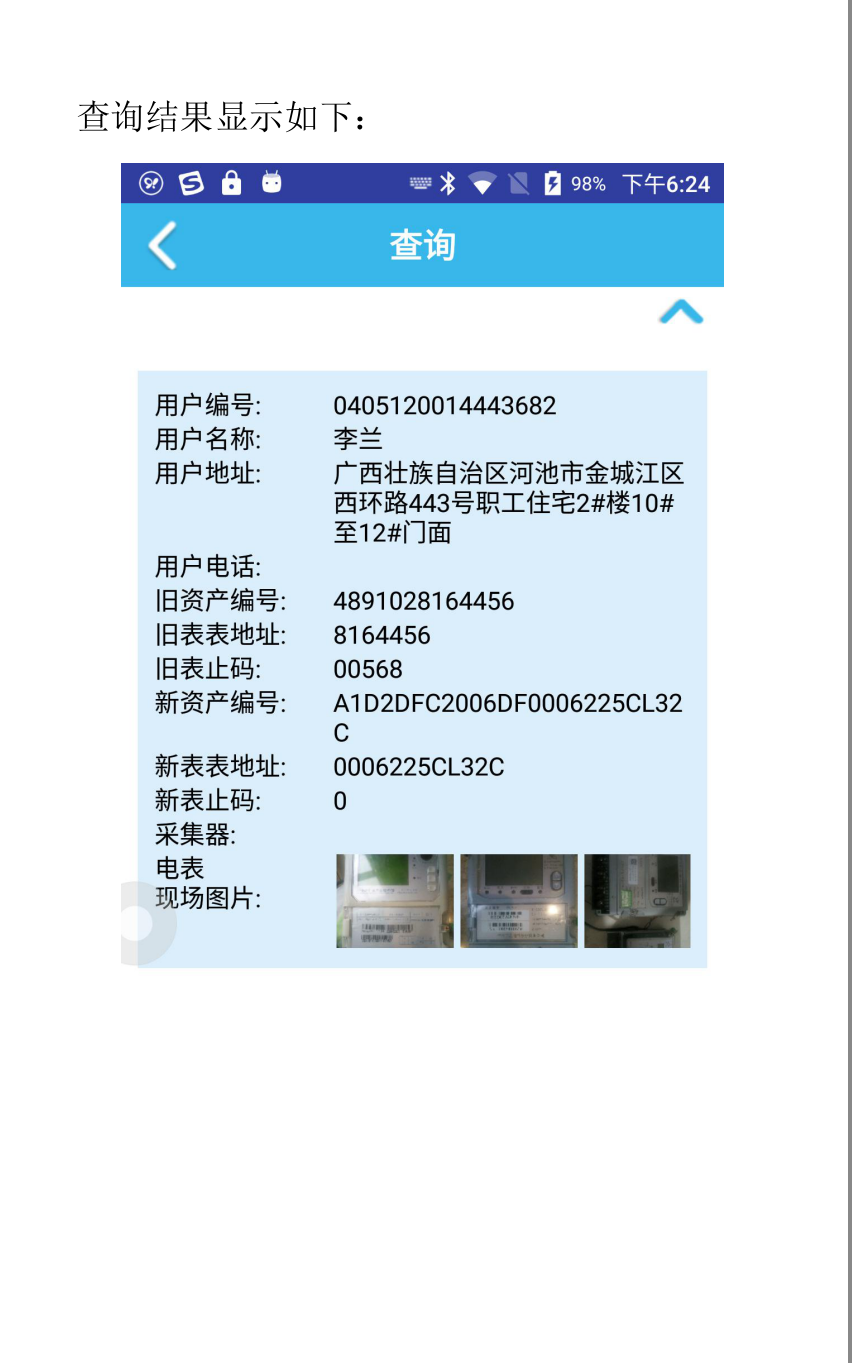 查询结果显示如下：
98% 下午6:24
查询
用户编号: 0405120014443682
用户名称: 李兰
用户地址: 广西壮族自治区河池市金城江区
西环路443号职工住宅2#楼10#
至12#门面
用户电话:
旧资产编号: 4891028164456
旧表表地址: 8164456
旧表止码: 00568
新资产编号: A1D2DFC2006DF0006225CL32
C
新表表地址: 0006225CL32C
新表止码: 0
采集器:
电表
现场图片: